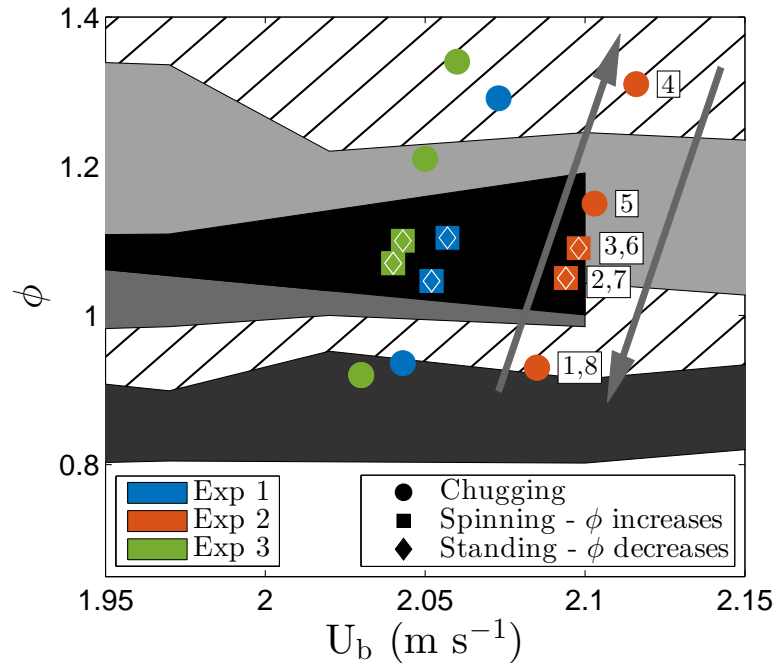 1.4
4
1.2
5
3,6
2,7
ϕ
1
1,8
0.8
Exp 1
Exp 2
Exp 3
Chugging
Spinning - ϕ increases
Standing - ϕ decreases
1.95 2 2.05 2.1 2.15
U_b (m s⁻¹)